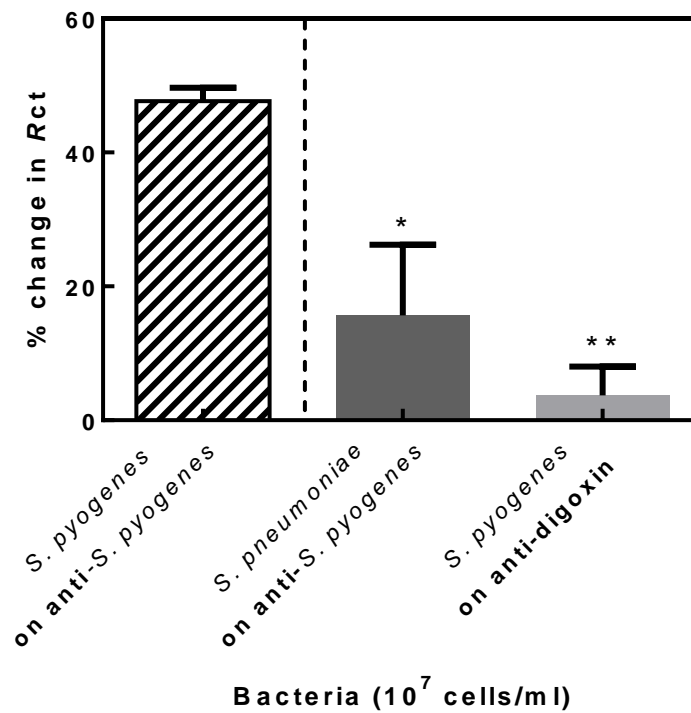 60
40
20
0
% change in Rct
*
**
S. pyogenes
on anti-S. pyogenes
S. pneumoniae
on anti-S. pyogenes
S. pyogenes
on anti-digoxin
Bacteria (10⁷ cells/ml)